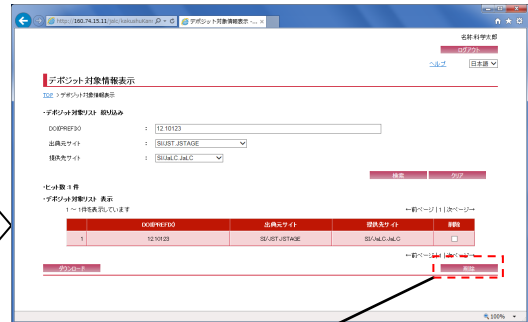 http://160.74.15.11/jalc/kakushuKan
デポジット対象情報表示 -... ×
名林科学太郎
ログアウト
ヘルプ 日本語
デポジット対象情報表示
TOP > デポジット対象情報表示
・デポジット対象リスト 絞り込み
DOI(PREFIX) : 12.10123
出典元サイト : SI/JST.JSTAGE
提供先サイト : SI/JaLC.JaLC
検索 クリア
・ヒット数:1 件
・デポジット対象リスト 表示
1 ～ 1件を表示しています ←前ページ | 1 | 次ページ→
DOI(PREFIX) 出典元サイト 提供先サイト 削除
1 12.10123 SI/JST.JSTAGE SI/JaLC.JaLC
←前ページ | 1 | 次ページ→
ダウンロード 削除
100%